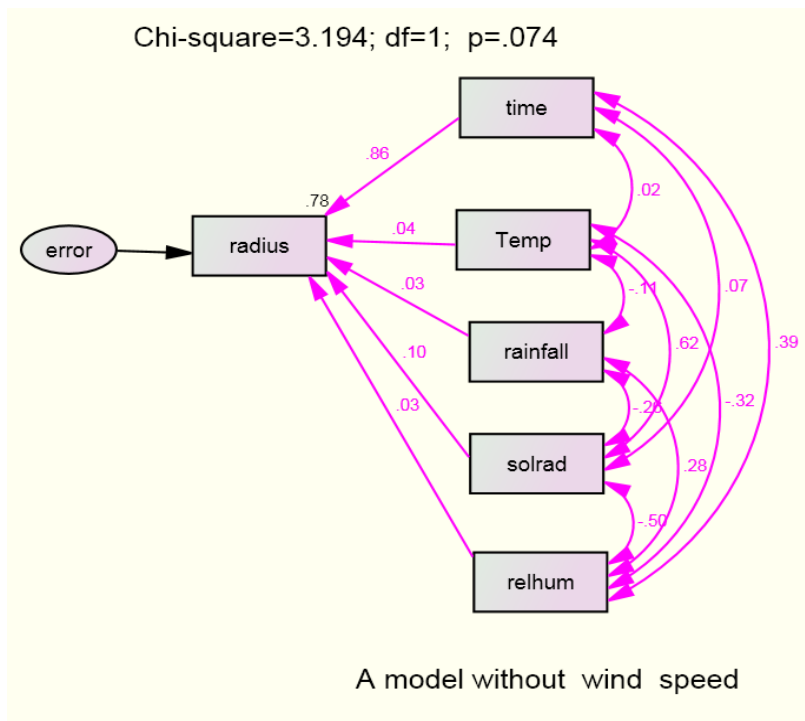 Chi-square=3.194; df=1; p=.074
time
.86
.78
.02
error
radius
.04
Temp
.03
-.11
.07
rainfall
.10
.62
.39
.03
-.26
-.32
solrad
.28
-.50
relhum
A model without wind speed